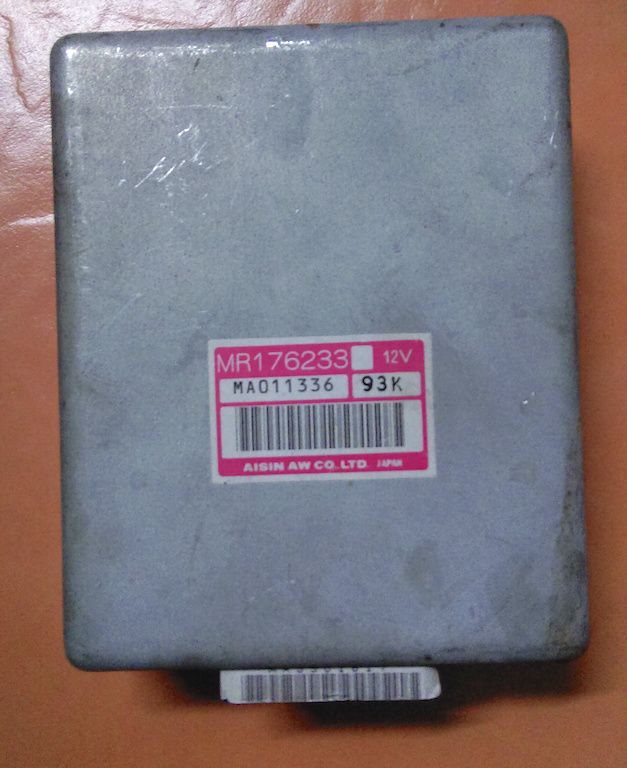 MR176233 12V
MA011336 93K
AISIN AW CO.,LTD. JAPAN